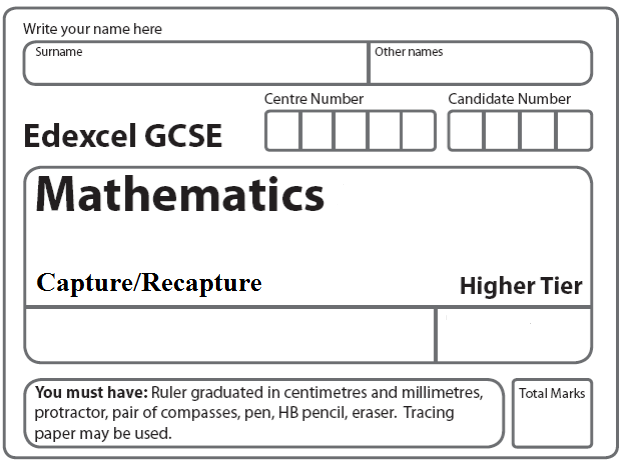 Write your name here
Surname
Other names
Centre Number
Candidate Number
Edexcel GCSE
Mathematics
Capture/Recapture
Higher Tier
You must have: Ruler graduated in centimetres and millimetres,
protractor, pair of compasses, pen, HB pencil, eraser. Tracing
paper may be used.
Total Marks